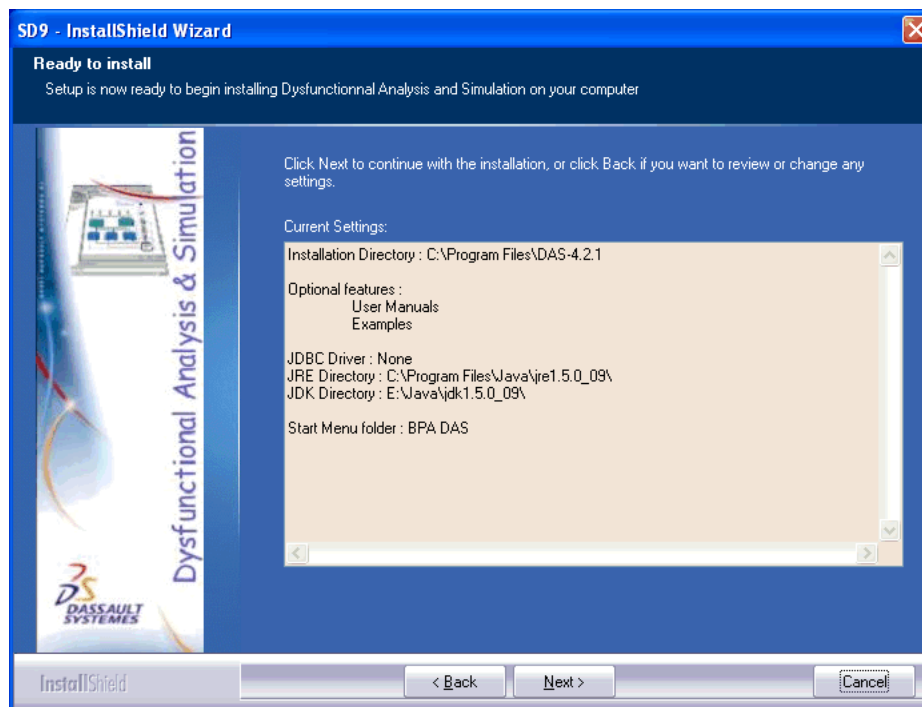 SD9 - InstallShield Wizard
Ready to install
Setup is now ready to begin installing Dysfunctionnal Analysis and Simulation on your computer
Dysfunctional Analysis & Simulation
DASSAULT
SYSTEMES
Click Next to continue with the installation, or click Back if you want to review or change any
settings.
Current Settings:
Installation Directory : C:\Program Files\DAS-4.2.1
Optional features :
User Manuals
Examples
JDBC Driver : None
JRE Directory : C:\Program Files\Java\jre1.5.0_09\
JDK Directory : E:\Java\jdk1.5.0_09\
Start Menu folder : BPA DAS
InstallShield
< Back
Next >
Cancel